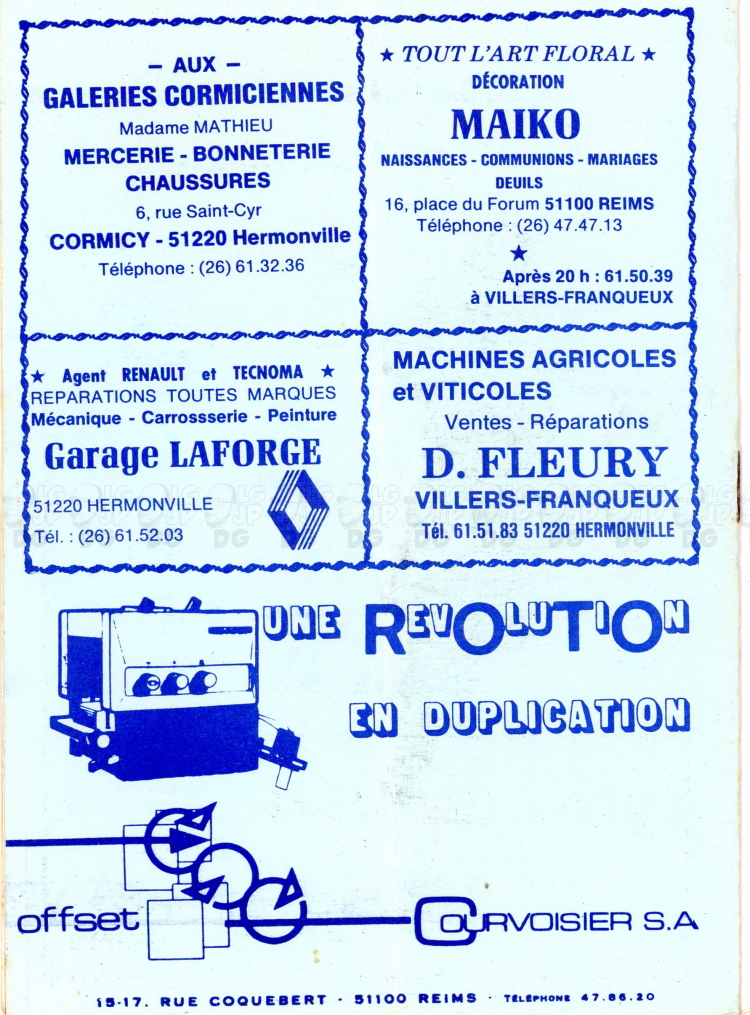 – AUX –
GALERIES CORMICIENNES
Madame MATHIEU
MERCERIE - BONNETERIE
CHAUSSURES
6, rue Saint-Cyr
CORMICY - 51220 Hermonville
Téléphone : (26) 61.32.36
★ TOUT L'ART FLORAL ★
DÉCORATION
MAIKO
NAISSANCES - COMMUNIONS - MARIAGES
DEUILS
16, place du Forum 51100 REIMS
Téléphone : (26) 47.47.13
★
Après 20 h : 61.50.39
à VILLERS-FRANQUEUX
★ Agent RENAULT et TECNOMA ★
REPARATIONS TOUTES MARQUES
Mécanique - Carrossserie - Peinture
Garage LAFORGE
51220 HERMONVILLE
Tél. : (26) 61.52.03
MACHINES AGRICOLES
et VITICOLES
Ventes - Réparations
D. FLEURY
VILLERS-FRANQUEUX
Tél. 61.51.83 51220 HERMONVILLE
UNE REVOLUTION
EN DUPLICATION
offset COURVOISIER S.A
15-17. RUE COQUEBERT - 51100 REIMS - TELEPHONE 47.86.20